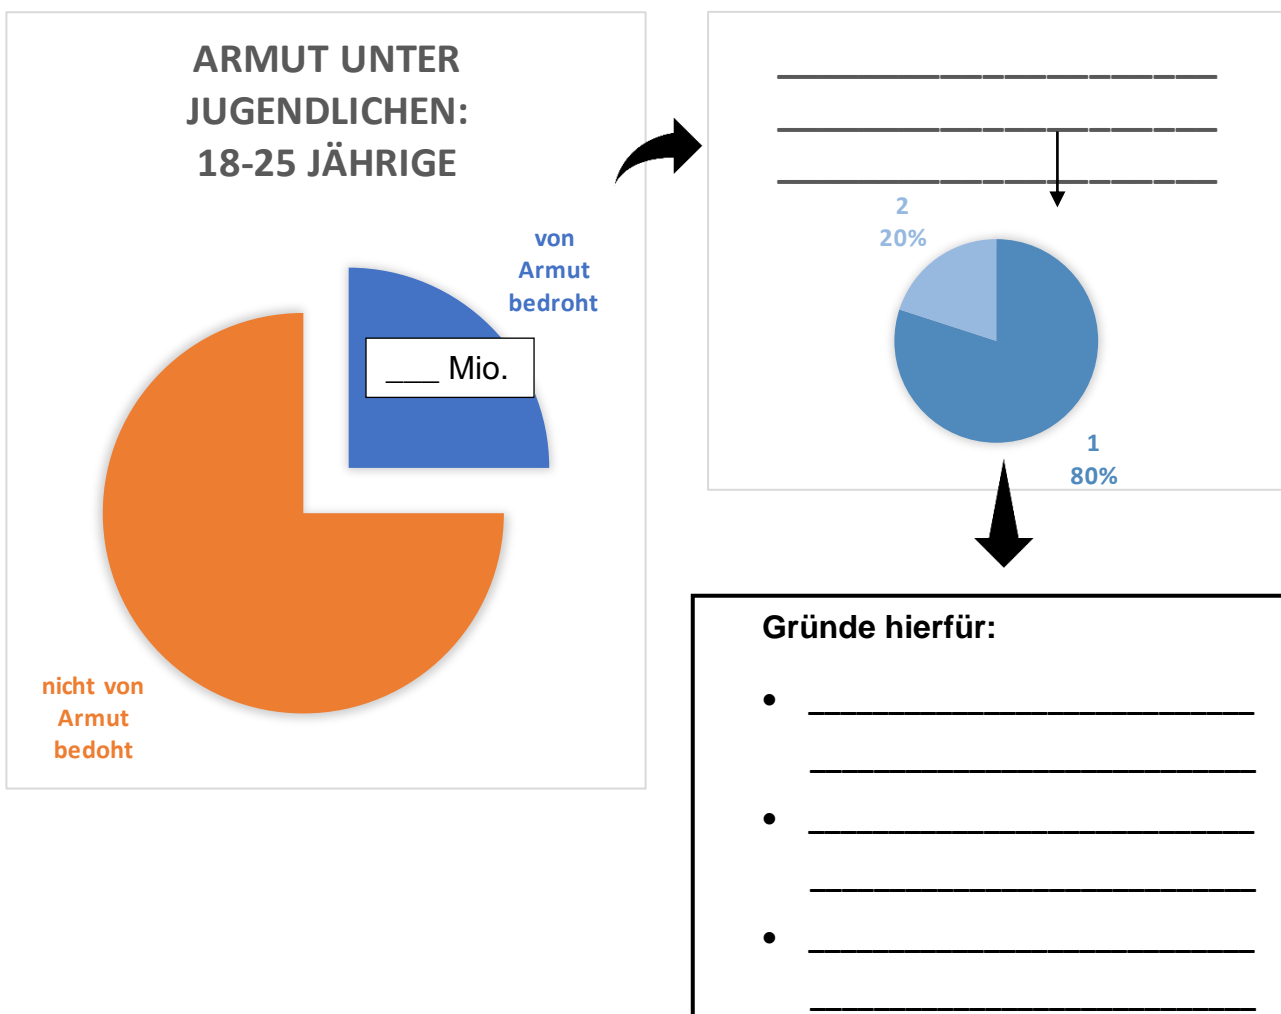 ARMUT UNTER
JUGENDLICHEN:
18-25 JÄHRIGE
von
Armut
bedroht
___ Mio.
nicht von
Armut
bedoht
2
20%
1
80%
Gründe hierfür: